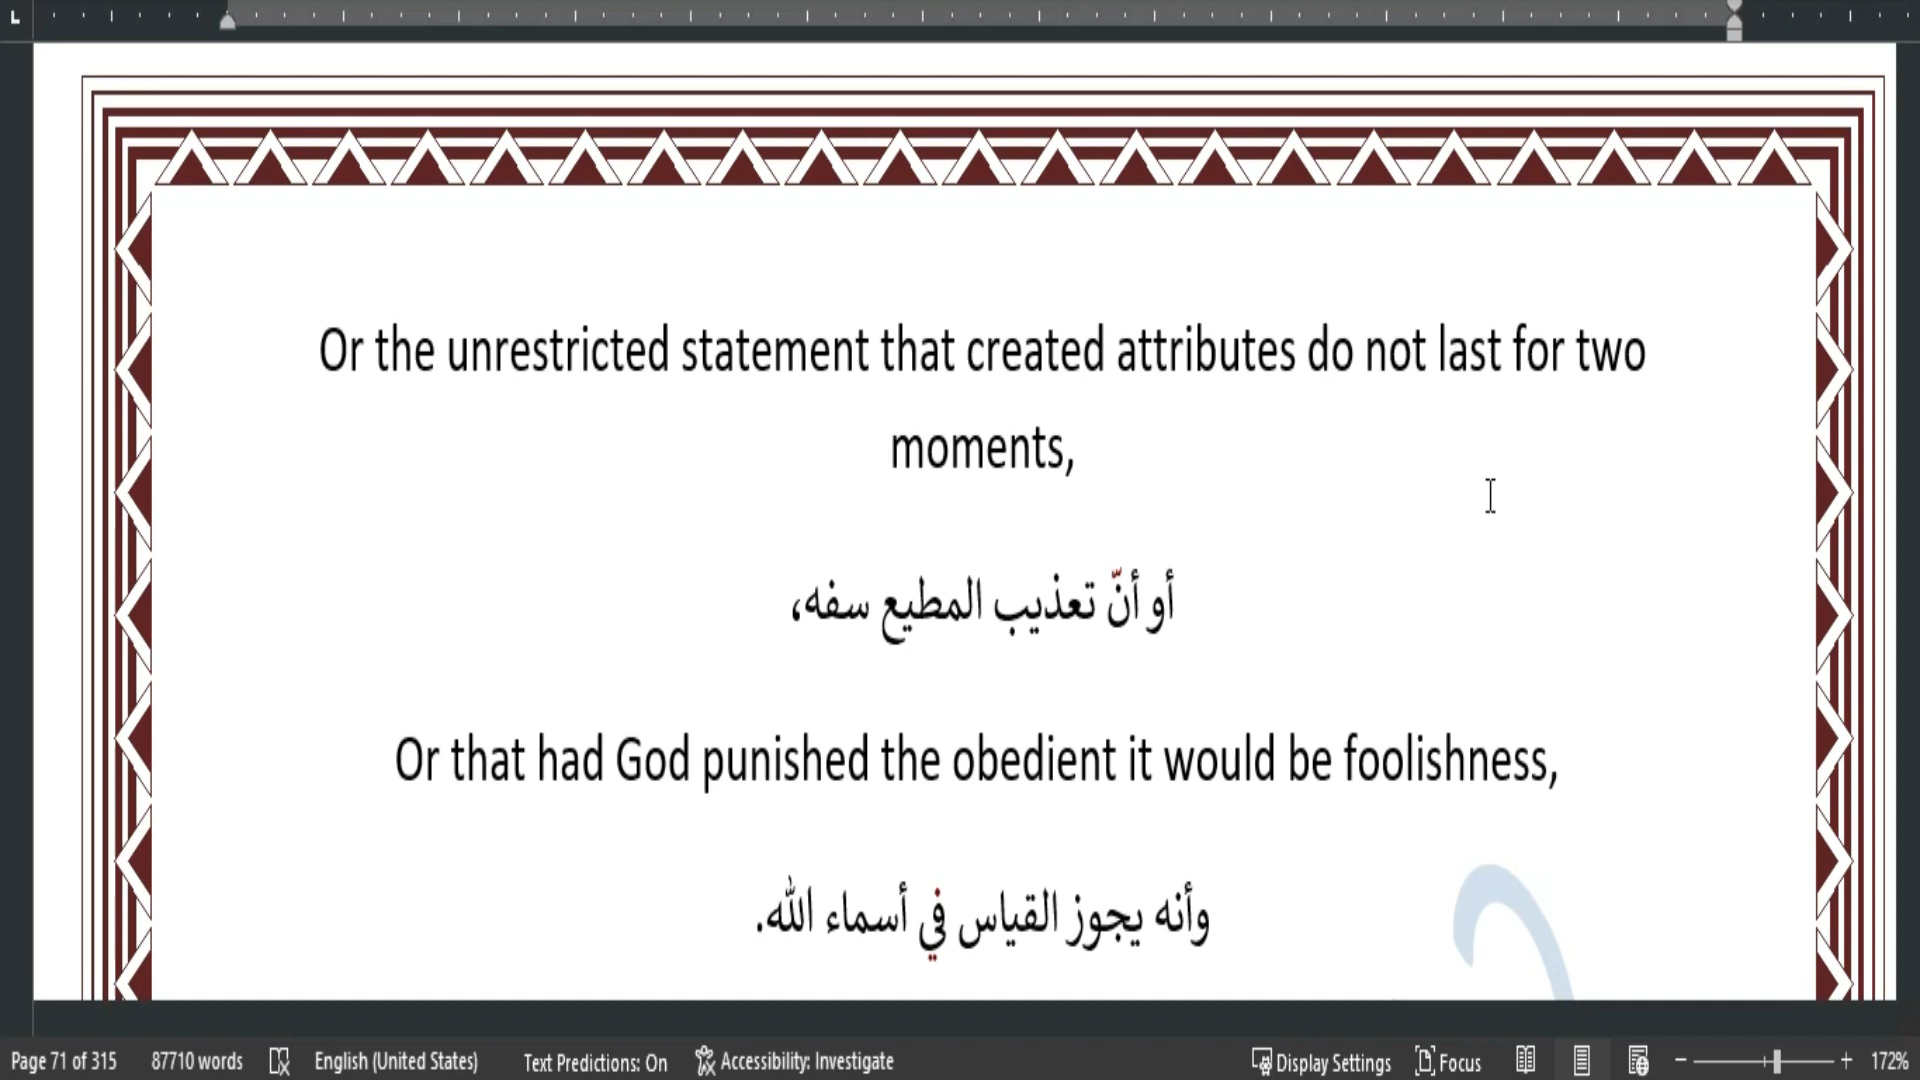 L
Or the unrestricted statement that created attributes do not last for two
moments,
أو أنّ تعذيب المطيع سفه،
Or that had God punished the obedient it would be foolishness,
وأنه يجوز القياس في أسماء الله.
Page 71 of 315 87710 words English (United States) Text Predictions: On Accessibility: Investigate Display Settings Focus 172%